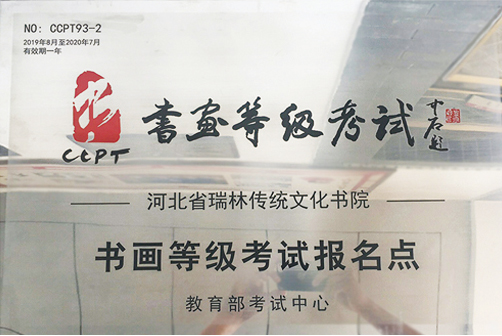 NO: CCPT93-2
2019年8月至2020年7月
有效期一年
CCPT
书画等级考试
河北省瑞林传统文化书院
书画等级考试报名点
教育部考试中心